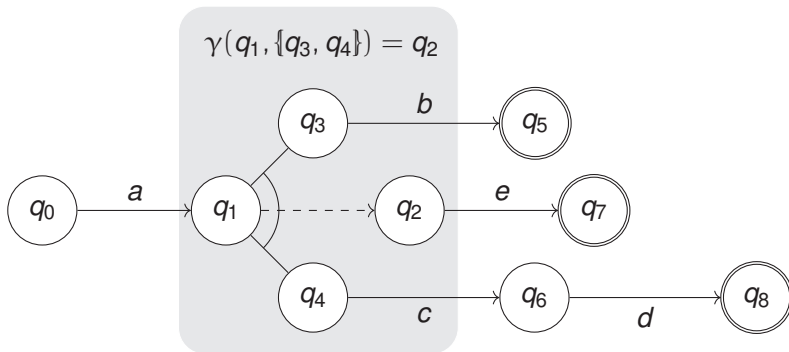 γ(q₁, {|q₃, q₄|}) = q₂
q₃ b q₅
q₀ a q₁ q₂ e q₇
q₄ c q₆ d q₈